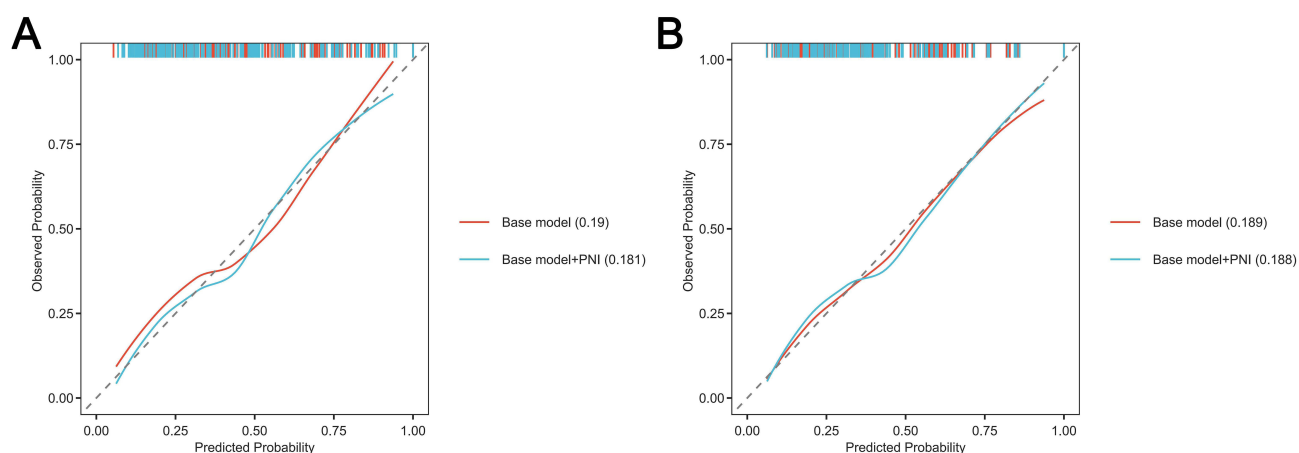 A
1.00
0.75
0.50
0.25
0.00
Observed Probability
0.00 0.25 0.50 0.75 1.00
Predicted Probability
Base model (0.19)
Base model+PNI (0.181)
B
1.00
0.75
0.50
0.25
0.00
Observed Probability
0.00 0.25 0.50 0.75 1.00
Predicted Probability
Base model (0.189)
Base model+PNI (0.188)